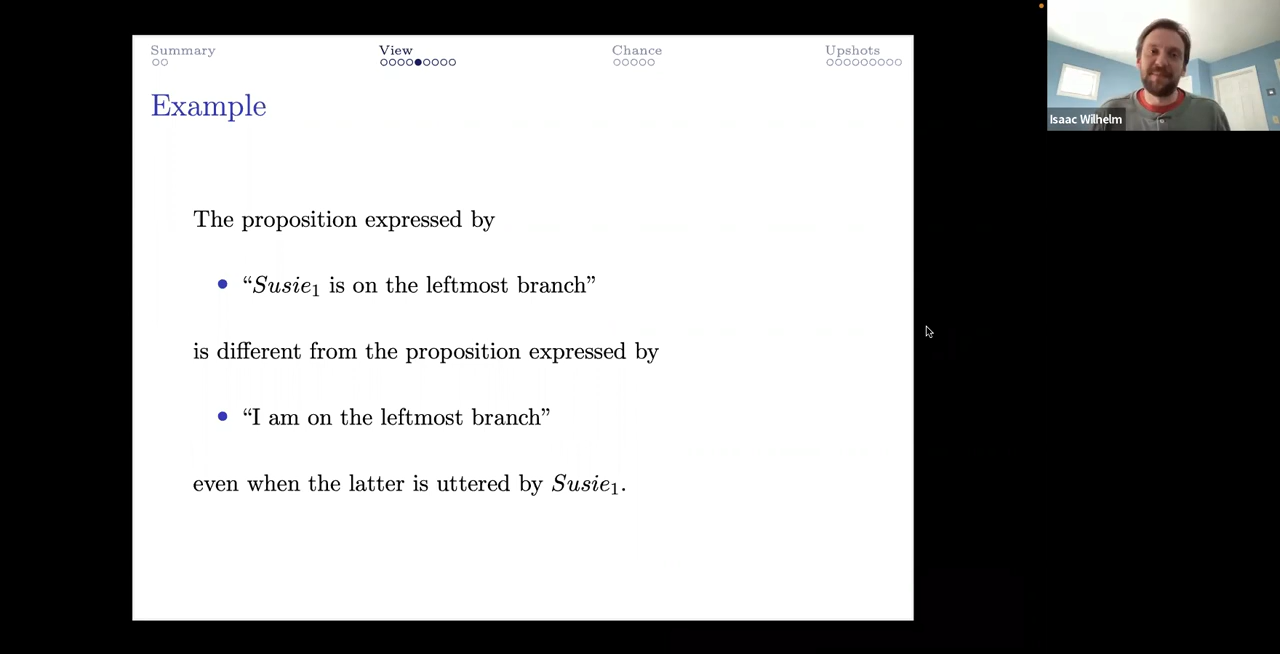 Summary
View
Chance
Upshots
Example
The proposition expressed by
“Susie₁ is on the leftmost branch”
is different from the proposition expressed by
“I am on the leftmost branch”
even when the latter is uttered by Susie₁.
Isaac Wilhelm